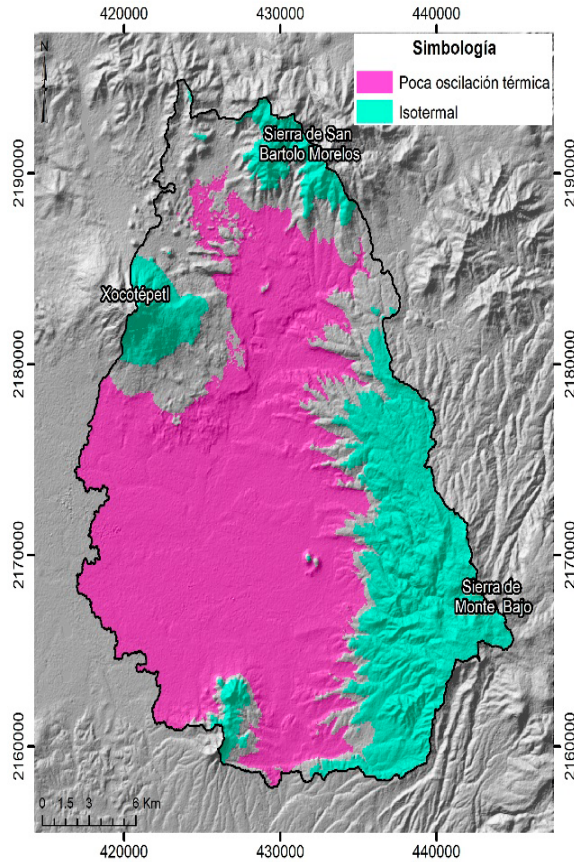 420000 430000 440000
Simbología
Poca oscilación térmica
Isotermal
N
Sierra de San
Bartolo Morelos
2190000 2190000
Xocotépetl
2180000 2180000
2170000 2170000
Sierra de
Monte Bajo
2160000 2160000
0 1.5 3 6 Km
420000 430000 440000